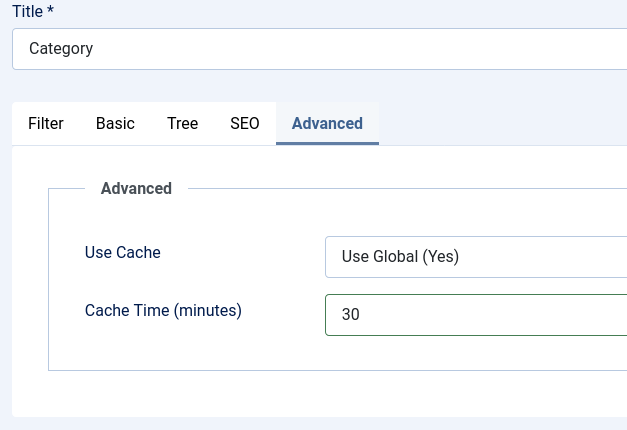 Title *
Category
Filter Basic Tree SEO Advanced
Advanced
Use Cache Use Global (Yes)
Cache Time (minutes) 30